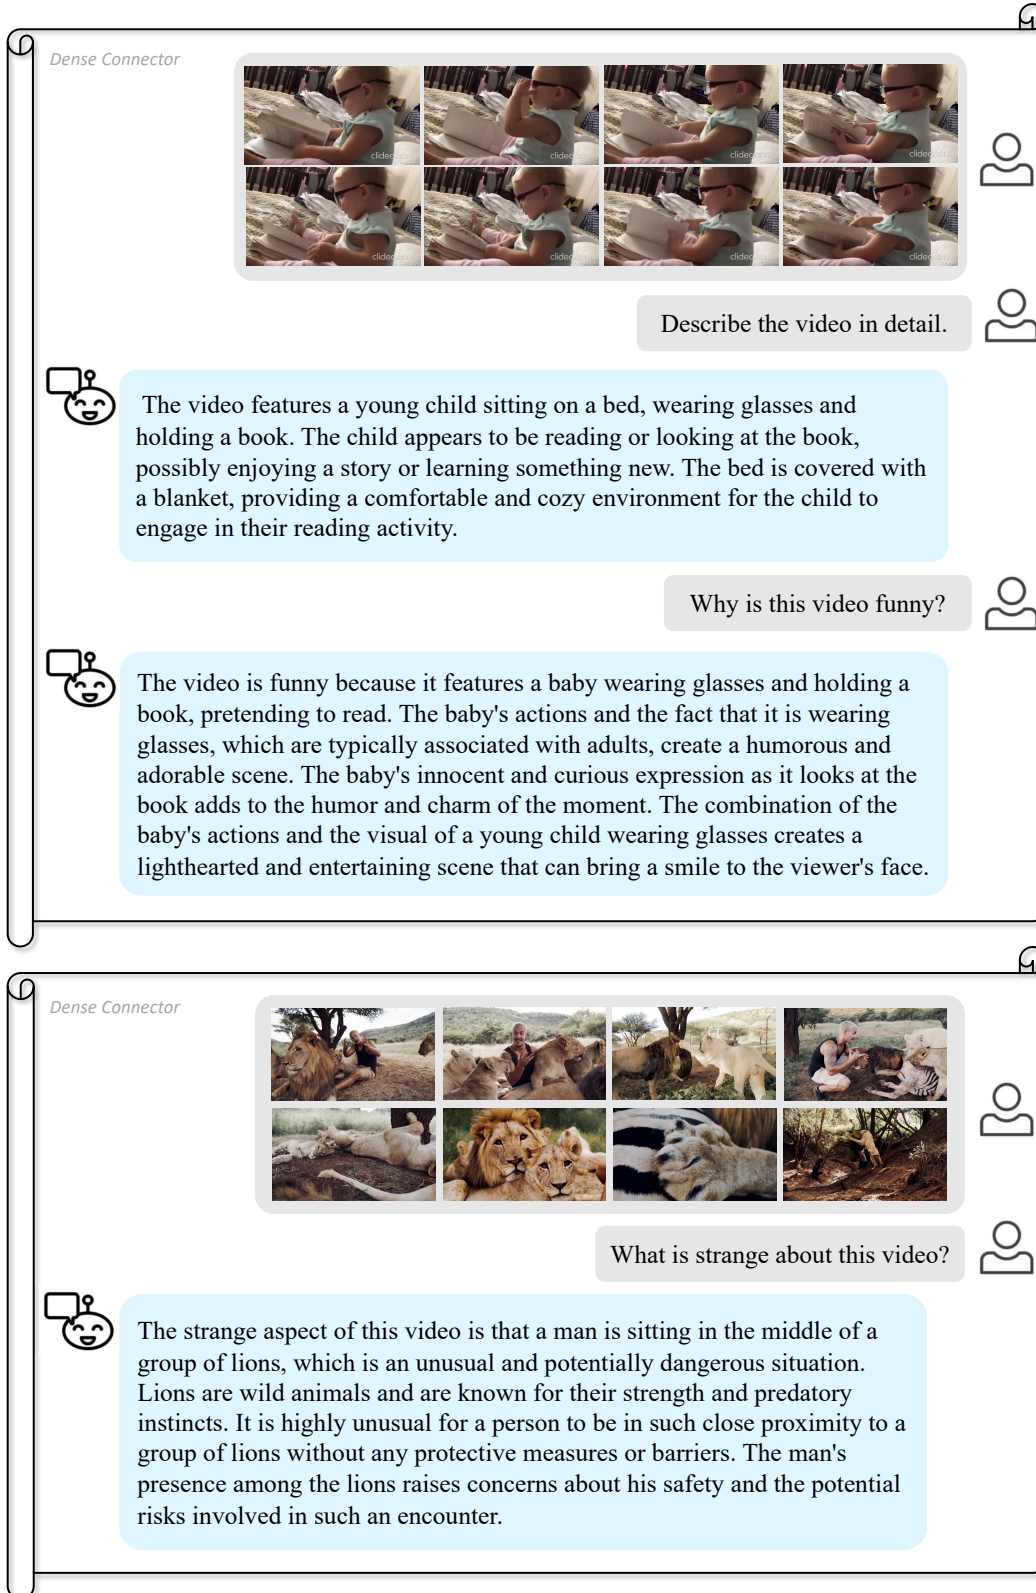 Dense Connector
Describe the video in detail.
The video features a young child sitting on a bed, wearing glasses and
holding a book. The child appears to be reading or looking at the book,
possibly enjoying a story or learning something new. The bed is covered with
a blanket, providing a comfortable and cozy environment for the child to
engage in their reading activity.
Why is this video funny?
The video is funny because it features a baby wearing glasses and holding a
book, pretending to read. The baby's actions and the fact that it is wearing
glasses, which are typically associated with adults, create a humorous and
adorable scene. The baby's innocent and curious expression as it looks at the
book adds to the humor and charm of the moment. The combination of the
baby's actions and the visual of a young child wearing glasses creates a
lighthearted and entertaining scene that can bring a smile to the viewer's face.
Dense Connector
What is strange about this video?
The strange aspect of this video is that a man is sitting in the middle of a
group of lions, which is an unusual and potentially dangerous situation.
Lions are wild animals and are known for their strength and predatory
instincts. It is highly unusual for a person to be in such close proximity to a
group of lions without any protective measures or barriers. The man's
presence among the lions raises concerns about his safety and the potential
risks involved in such an encounter.